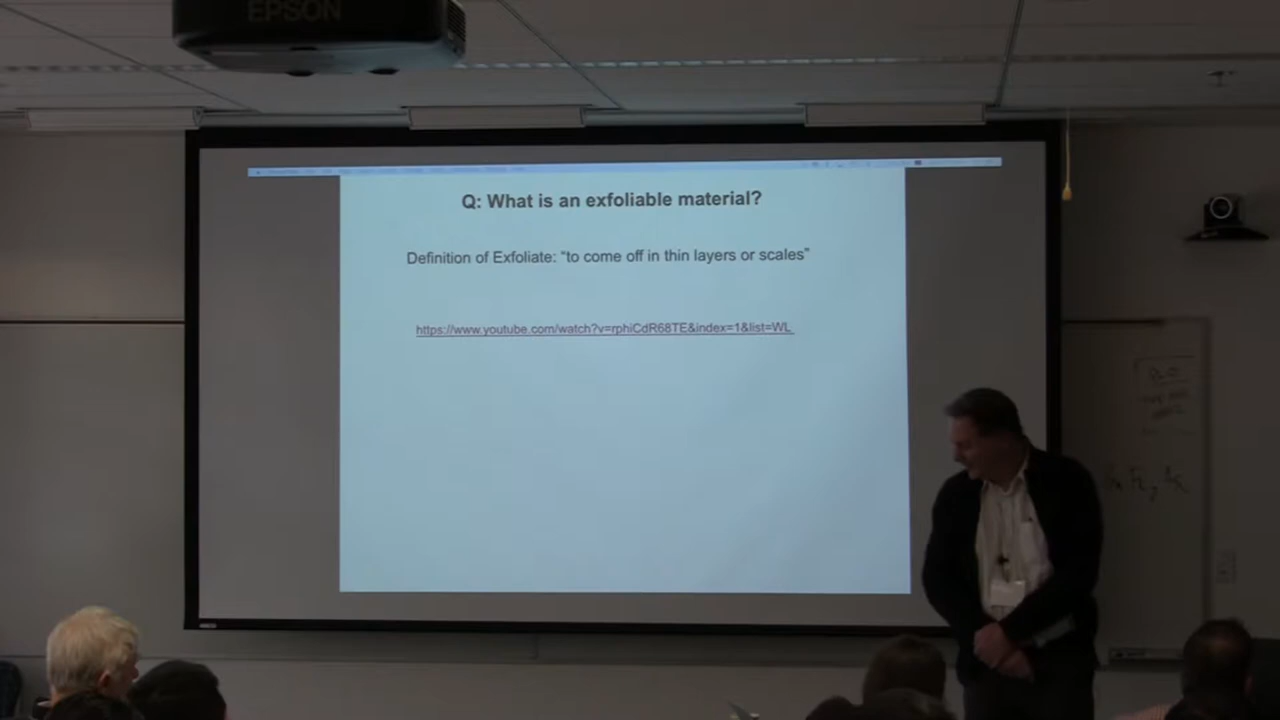 EPSON
Q: What is an exfoliable material?
Definition of Exfoliate: “to come off in thin layers or scales”
https://www.youtube.com/watch?v=rphiCdR68TE&index=1&list=WL